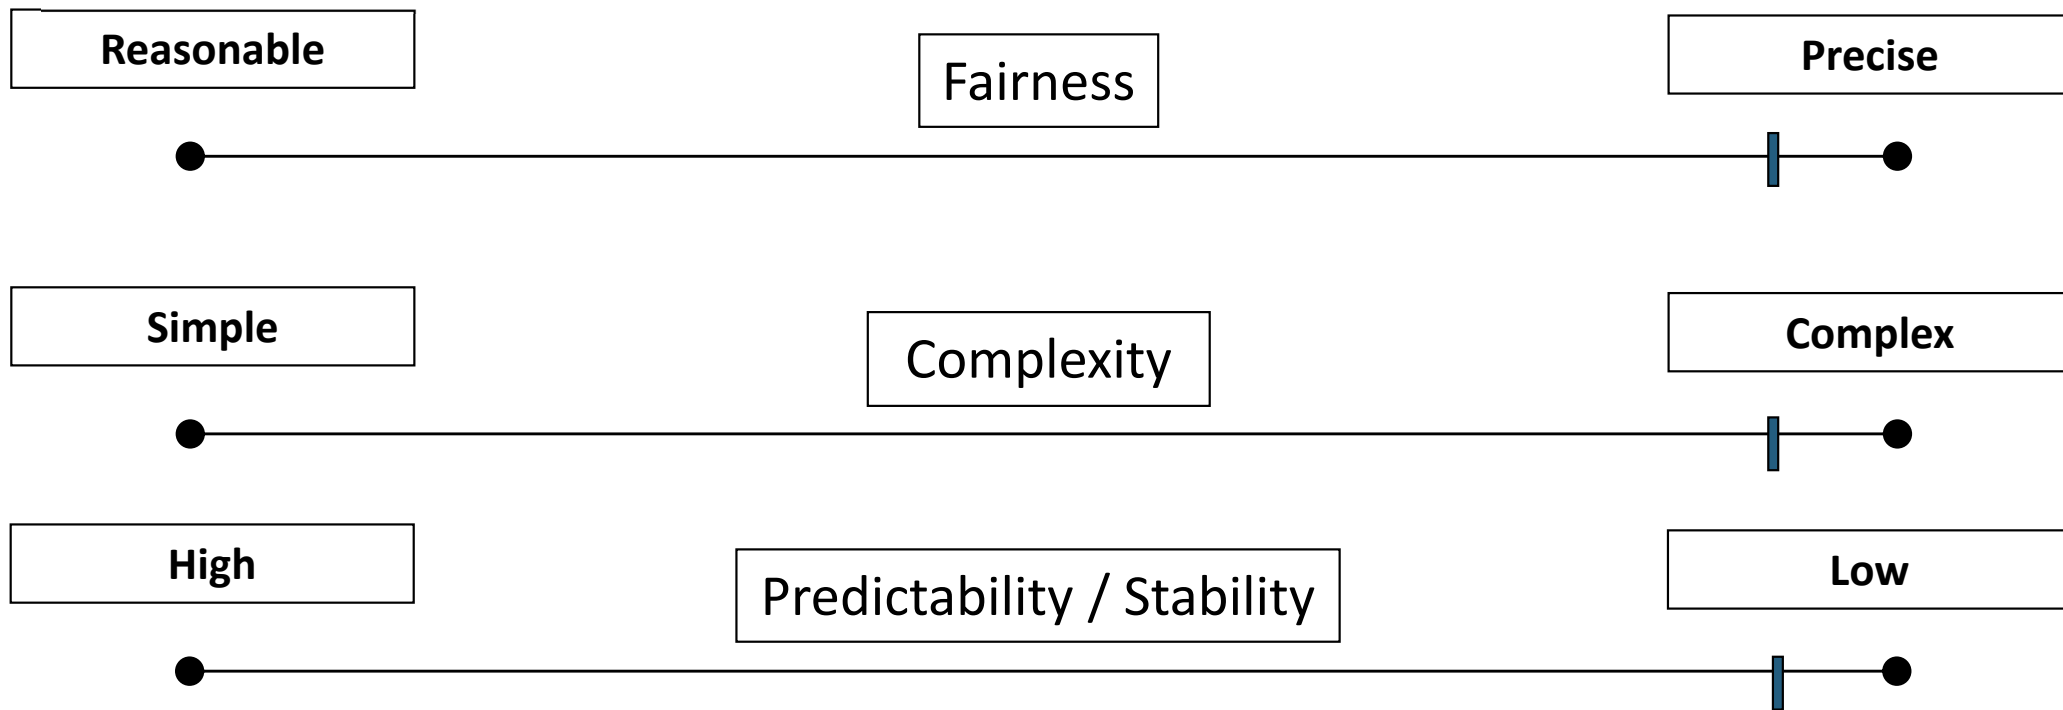 Reasonable
Fairness
Precise
Simple
Complexity
Complex
High
Predictability / Stability
Low